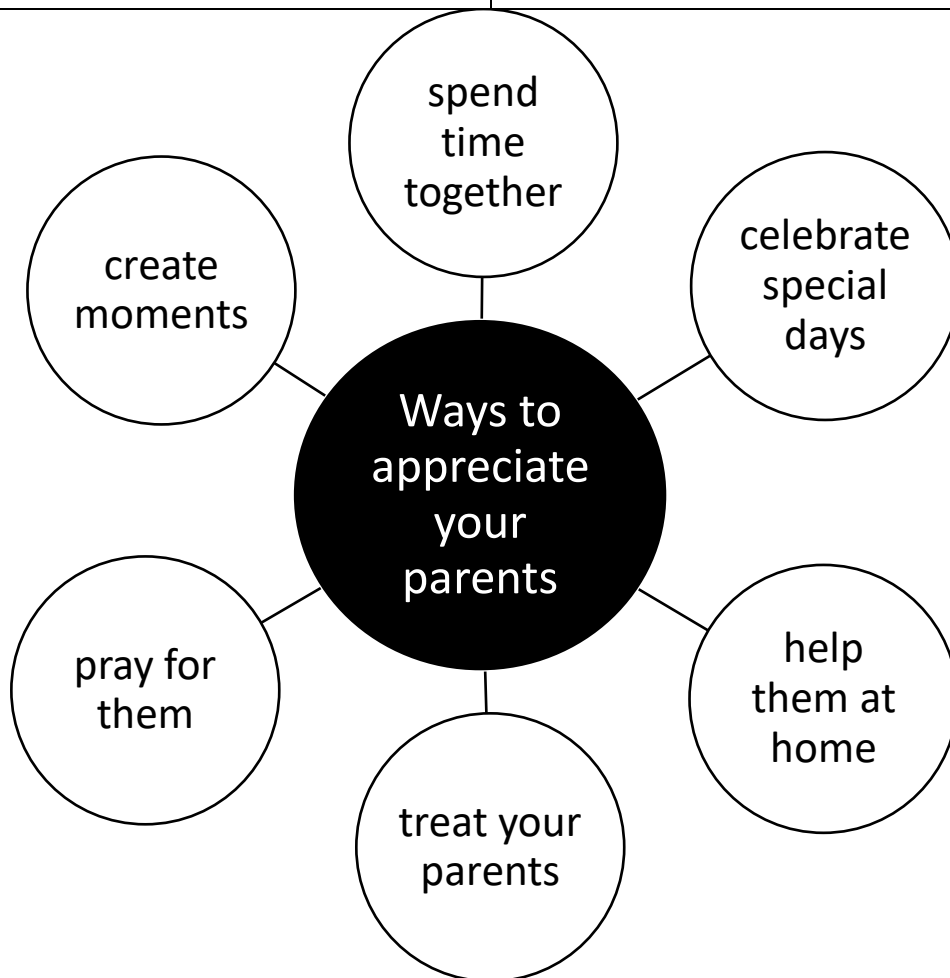 spend
time
together
celebrate
special
days
create
moments
Ways to
appreciate
your
parents
pray for
them
help
them at
home
treat your
parents